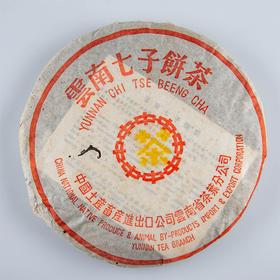 雲南七子餅茶
YUNNAN CHI TSE BEENG CHA
茶
中國土產畜產進出口公司雲南省茶葉分公司
CHINA NATIONAL NATIVE PRODUCE & ANIMAL BY-PRODUCTS IMPORT & EXPORT CORPORATION
YUNNAN TEA BRANCH